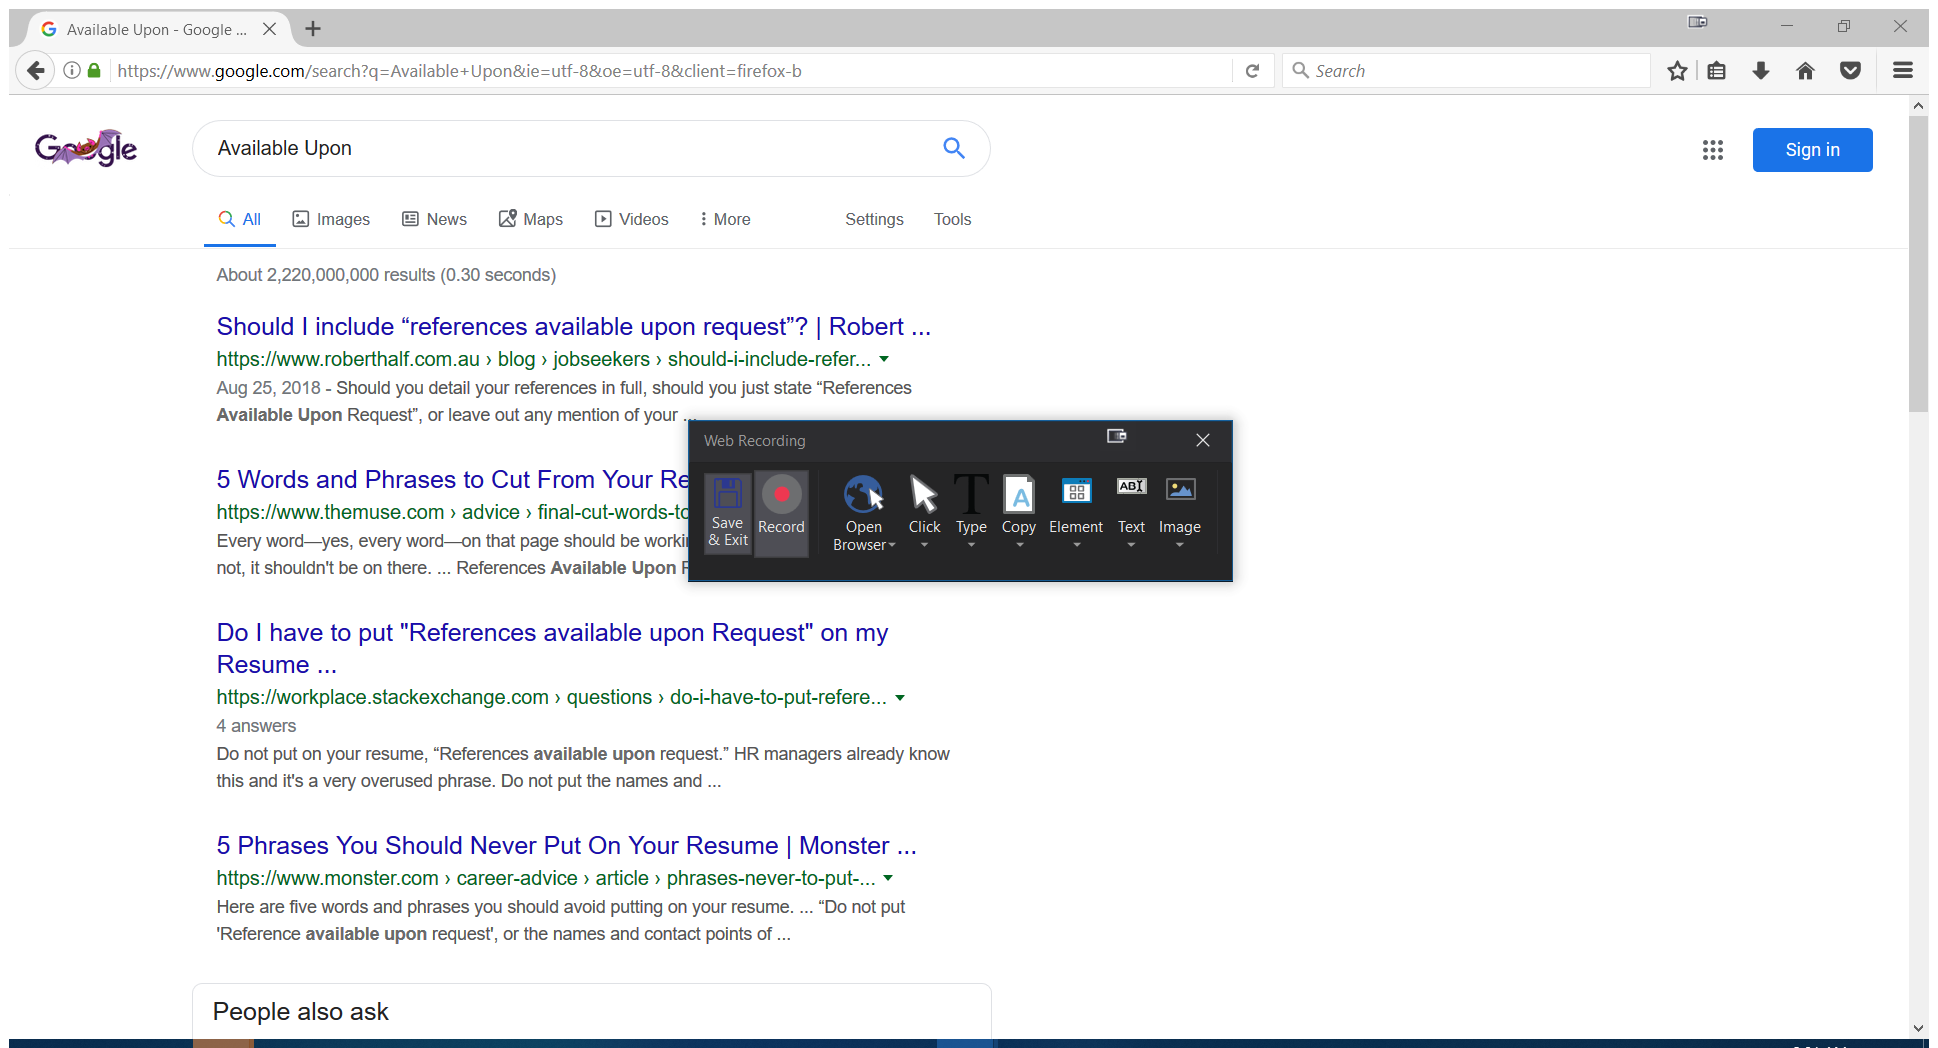 Available Upon - Google ...
https://www.google.com/search?q=Available+Upon&ie=utf-8&oe=utf-8&client=firefox-b
Search
Google
Available Upon
Sign in
All Images News Maps Videos More Settings Tools
About 2,220,000,000 results (0.30 seconds)
Should I include “references available upon request”? | Robert ...
https://www.roberthalf.com.au › blog › jobseekers › should-i-include-refer...
Aug 25, 2018 - Should you detail your references in full, should you just state “References
Available Upon Request”, or leave out any mention of your ...
5 Words and Phrases to Cut From Your Re
https://www.themuse.com › advice › final-cut-words-to
Every word—yes, every word—on that page should be worki
not, it shouldn't be on there. ... References Available Upon
Web Recording
Save
& Exit
Record
Open
Browser
Click
Type
Copy
Element
ABI
Text
Image
Do I have to put "References available upon Request" on my
Resume ...
https://workplace.stackexchange.com › questions › do-i-have-to-put-refere...
4 answers
Do not put on your resume, “References available upon request.” HR managers already know
this and it's a very overused phrase. Do not put the names and ...
5 Phrases You Should Never Put On Your Resume | Monster ...
https://www.monster.com › career-advice › article › phrases-never-to-put-...
Here are five words and phrases you should avoid putting on your resume. ... “Do not put
'Reference available upon request', or the names and contact points of ...
People also ask